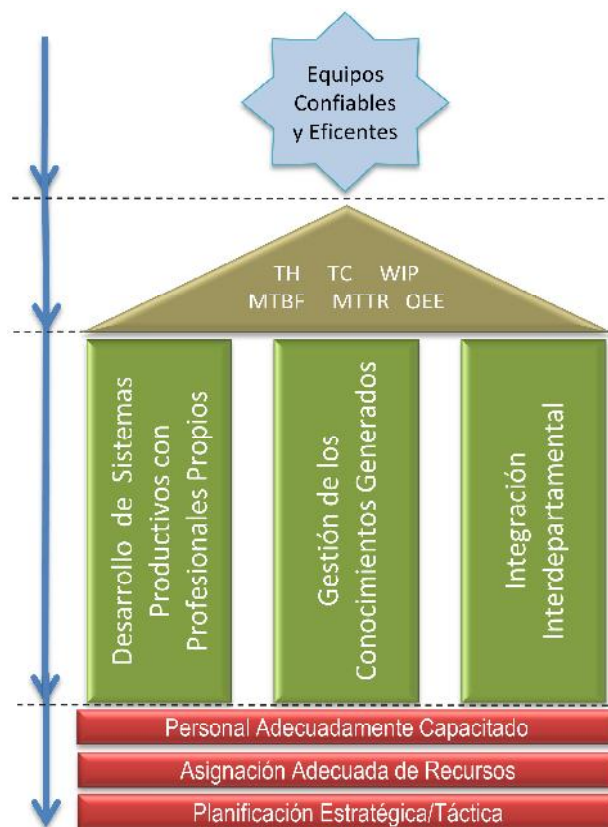 Equipos
Confiables
y Eficentes
TH TC WIP
MTBF MTTR OEE
Desarrollo de Sistemas
Productivos con
Profesionales Propios
Gestión de los
Conocimientos Generados
Integración
Interdepartamental
Personal Adecuadamente Capacitado
Asignación Adecuada de Recursos
Planificación Estratégica/Táctica